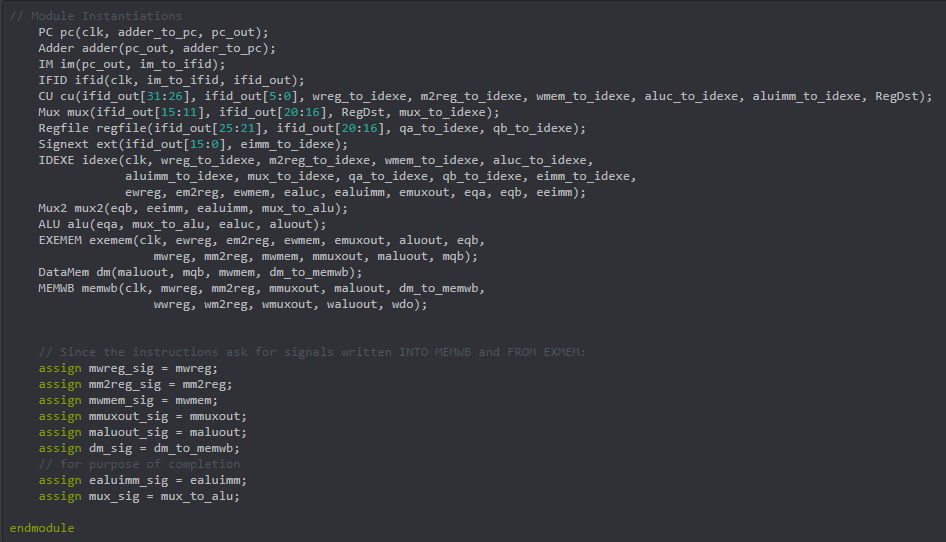 // Module Instantiations
PC pc(clk, adder_to_pc, pc_out);
Adder adder(pc_out, adder_to_pc);
IM im(pc_out, im_to_ifid);
IFID ifid(clk, im_to_ifid, ifid_out);
CU cu(ifid_out[31:26], ifid_out[5:0], wreg_to_idexe, m2reg_to_idexe, wmem_to_idexe, aluc_to_idexe, aluimm_to_idexe, RegDst);
Mux mux(ifid_out[15:11], ifid_out[20:16], RegDst, mux_to_idexe);
Regfile regfile(ifid_out[25:21], ifid_out[20:16], qa_to_idexe, qb_to_idexe);
Signext ext(ifid_out[15:0], eimm_to_idexe);
IDEXE idexe(clk, wreg_to_idexe, m2reg_to_idexe, wmem_to_idexe, aluc_to_idexe,
aluimm_to_idexe, mux_to_idexe, qa_to_idexe, qb_to_idexe, eimm_to_idexe,
ewreg, em2reg, ewmem, ealuc, ealuimm, emuxout, eqa, eqb, eeimm);
Mux2 mux2(eqb, eeimm, ealuimm, mux_to_alu);
ALU alu(eqa, mux_to_alu, ealuc, aluout);
EXEMEM exemem(clk, ewreg, em2reg, ewmem, emuxout, aluout, eqb,
mwreg, mm2reg, mwmem, mmuxout, maluout, mqb);
DataMem dm(maluout, mqb, mwmem, dm_to_memwb);
MEMWB memwb(clk, mwreg, mm2reg, mmuxout, maluout, dm_to_memwb,
wwreg, wm2reg, wmuxout, waluout, wdo);
// Since the instructions ask for signals written INTO MEMWB and FROM EXMEM:
assign mwreg_sig = mwreg;
assign mm2reg_sig = mm2reg;
assign mwmem_sig = mwmem;
assign mmuxout_sig = mmuxout;
assign maluout_sig = maluout;
assign dm_sig = dm_to_memwb;
// for purpose of completion
assign ealuimm_sig = ealuimm;
assign mux_sig = mux_to_alu;
endmodule